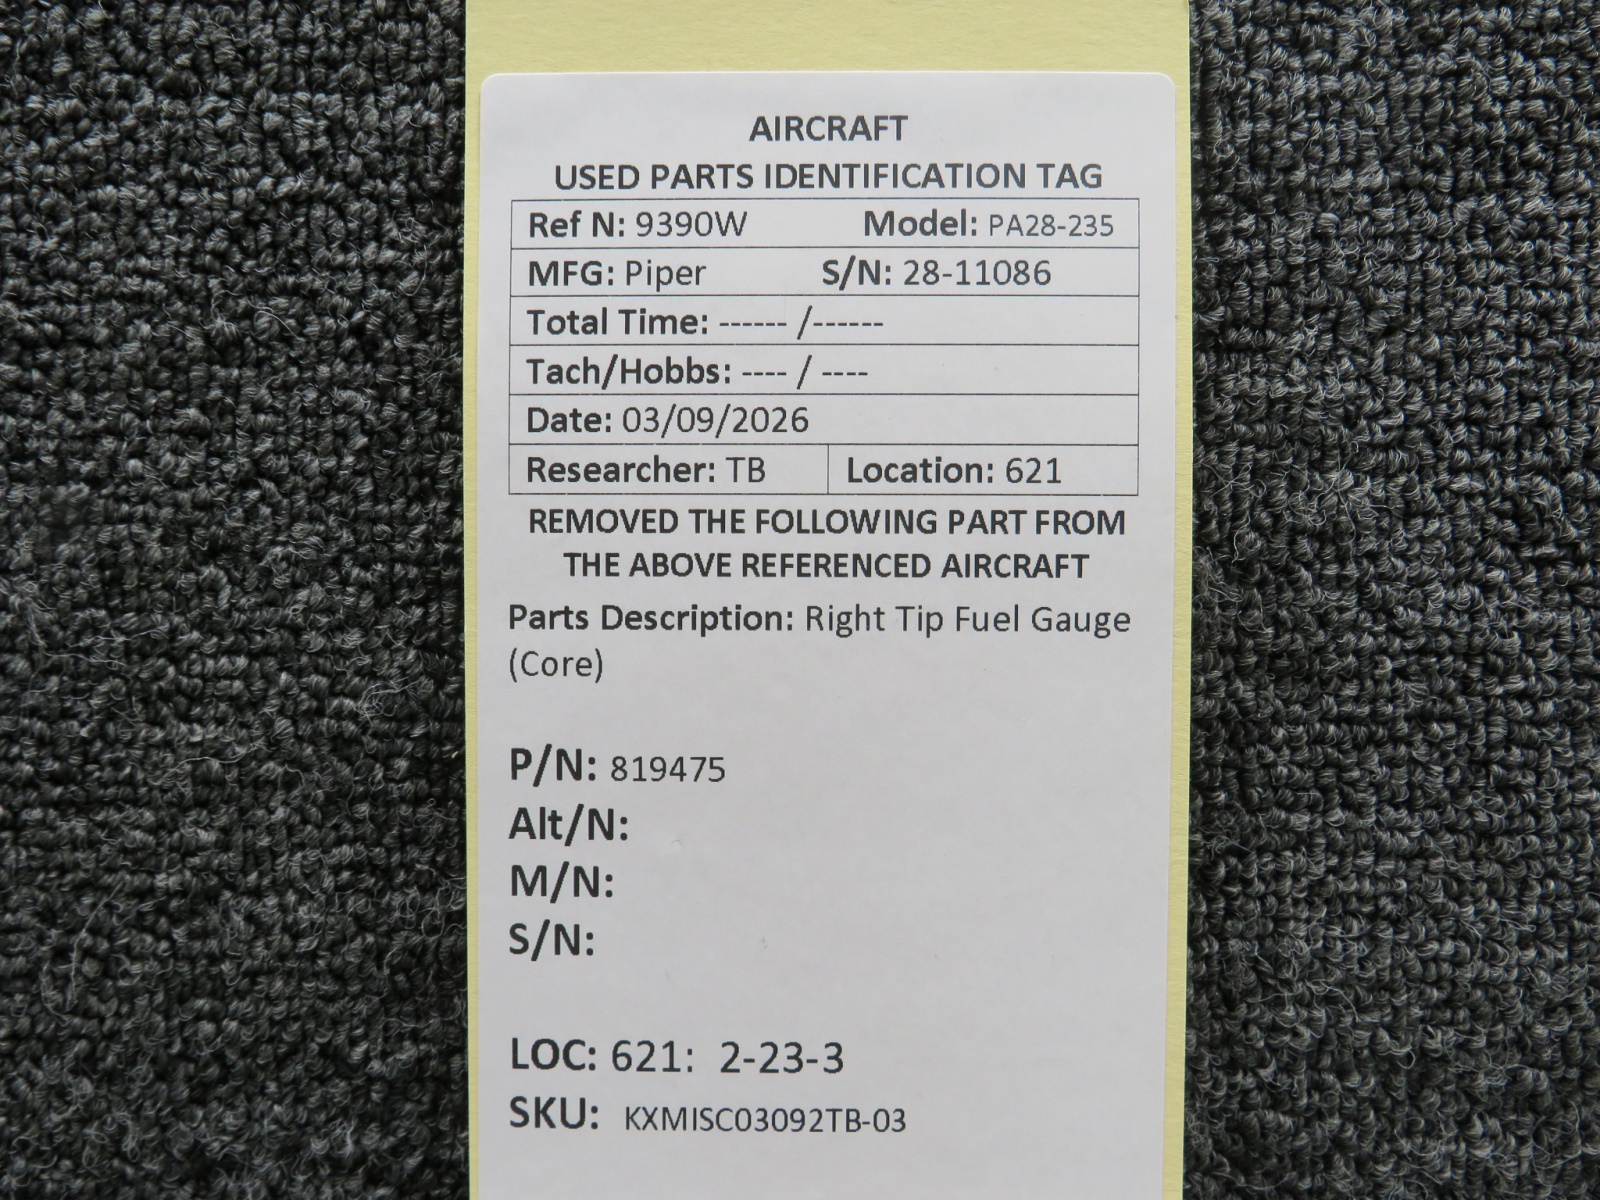 AIRCRAFT
USED PARTS IDENTIFICATION TAG
Ref N: 9390W Model: PA28-235
MFG: Piper S/N: 28-11086
Total Time: ------ /------
Tach/Hobbs: ---- / ----
Date: 03/09/2026
Researcher: TB Location: 621
REMOVED THE FOLLOWING PART FROM
THE ABOVE REFERENCED AIRCRAFT
Parts Description: Right Tip Fuel Gauge
(Core)
P/N: 819475
Alt/N:
M/N:
S/N:
LOC: 621: 2-23-3
SKU: KXMISC03092TB-03